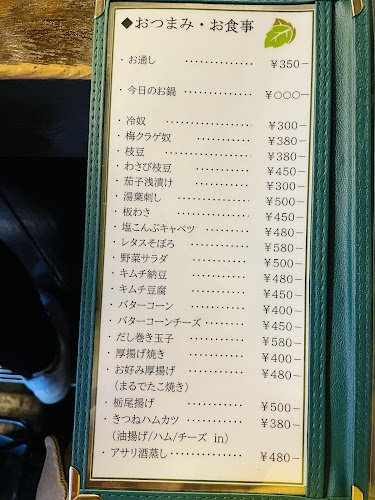 ◆おつまみ・お食事
・お通し ・・・・・・・・・・・・・・ ¥350−
・今日のお鍋 ・・・・・・・・・・・・ ¥○○○−
・冷奴 ・・・・・・・・・・・・・・・・ ¥300−
・梅クラゲ奴 ・・・・・・・・・・・・ ¥380−
・枝豆 ・・・・・・・・・・・・・・・・ ¥380−
・わさび枝豆 ・・・・・・・・・・・・ ¥450−
・茄子浅漬け ・・・・・・・・・・・・ ¥300−
・湯葉刺し ・・・・・・・・・・・・・・ ¥500−
・板わさ ・・・・・・・・・・・・・・・ ¥450−
・塩こんぶキャベツ ・・・・・・・・ ¥480−
・レタスそぼろ ・・・・・・・・・・・ ¥580−
・野菜サラダ ・・・・・・・・・・・・ ¥500−
・キムチ納豆 ・・・・・・・・・・・・ ¥480−
・キムチ豆腐 ・・・・・・・・・・・・ ¥450−
・バターコーン ・・・・・・・・・・・ ¥400−
・バターコーンチーズ ・・・・・・・ ¥450−
・だし巻き玉子 ・・・・・・・・・・・ ¥580−
・厚揚げ焼き ・・・・・・・・・・・・ ¥400−
・お好み厚揚げ ・・・・・・・・・・・ ¥480−
（まるでたこ焼き）
・栃尾揚げ ・・・・・・・・・・・・・ ¥500−
・きつねハムカツ ・・・・・・・・・ ¥380−
（油揚げ/ハム/チーズ in）
・アサリ酒蒸し ・・・・・・・・・・・ ¥480−